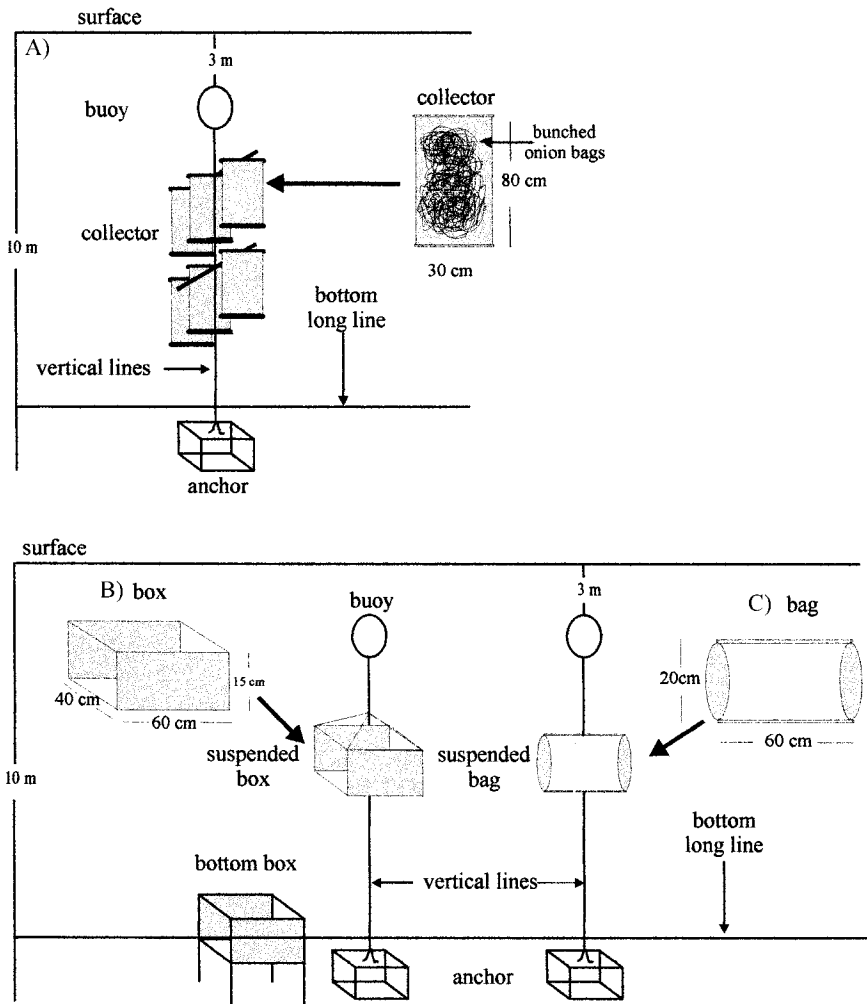 surface
A)
3 m
buoy
collector
bunched
onion bags
80 cm
30 cm
collector
10 m
bottom
long line
vertical lines
anchor
surface
B) box
buoy
3 m
C) bag
15 cm
40 cm
60 cm
20cm
60 cm
suspended
box
suspended
bag
10 m
bottom box
vertical lines
bottom
long line
anchor